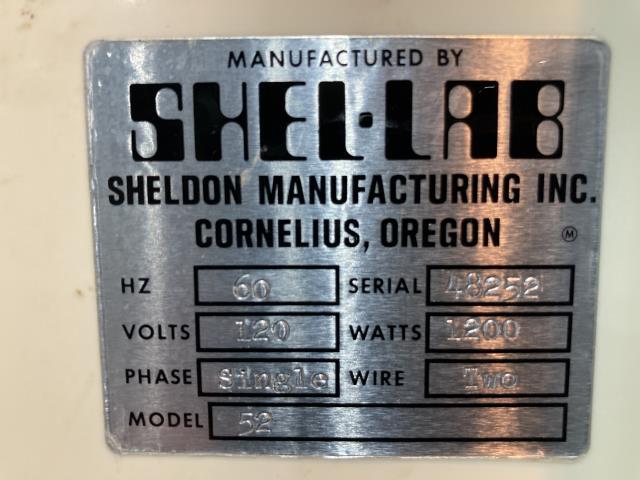 MANUFACTURED BY
SHEL·LAB
SHELDON MANUFACTURING INC.
CORNELIUS, OREGON Ⓜ
HZ 60 SERIAL 48252
VOLTS 120 WATTS 1200
PHASE Single WIRE Two
MODEL 52